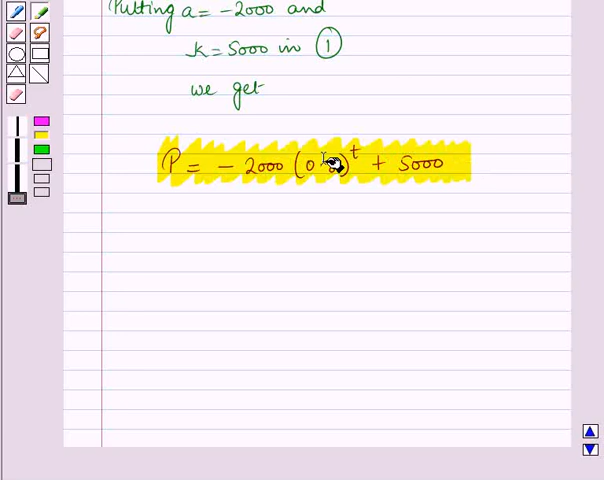 Putting a = -2000 and
k = 5000 in ①
we get
P = - 2000 (0. )^t + 5000